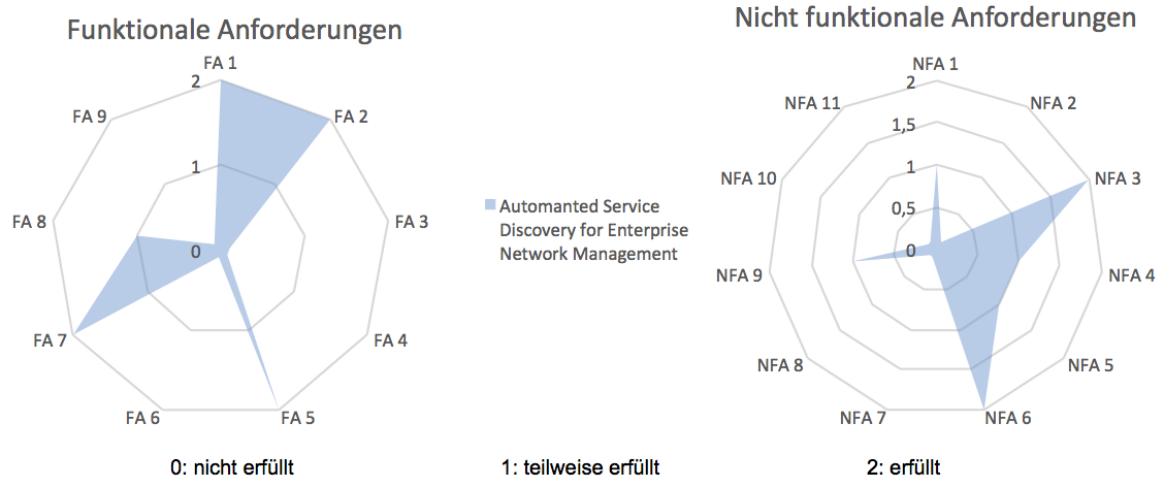 Funktionale Anforderungen
FA 1
FA 2
FA 3
FA 4
FA 5
FA 6
FA 7
FA 8
FA 9
2
1
0
Automanted Service
Discovery for Enterprise
Network Management
Nicht funktionale Anforderungen
NFA 1
NFA 2
NFA 3
NFA 4
NFA 5
NFA 6
NFA 7
NFA 8
NFA 9
NFA 10
NFA 11
2
1,5
1
0,5
0
0: nicht erfüllt
1: teilweise erfüllt
2: erfüllt